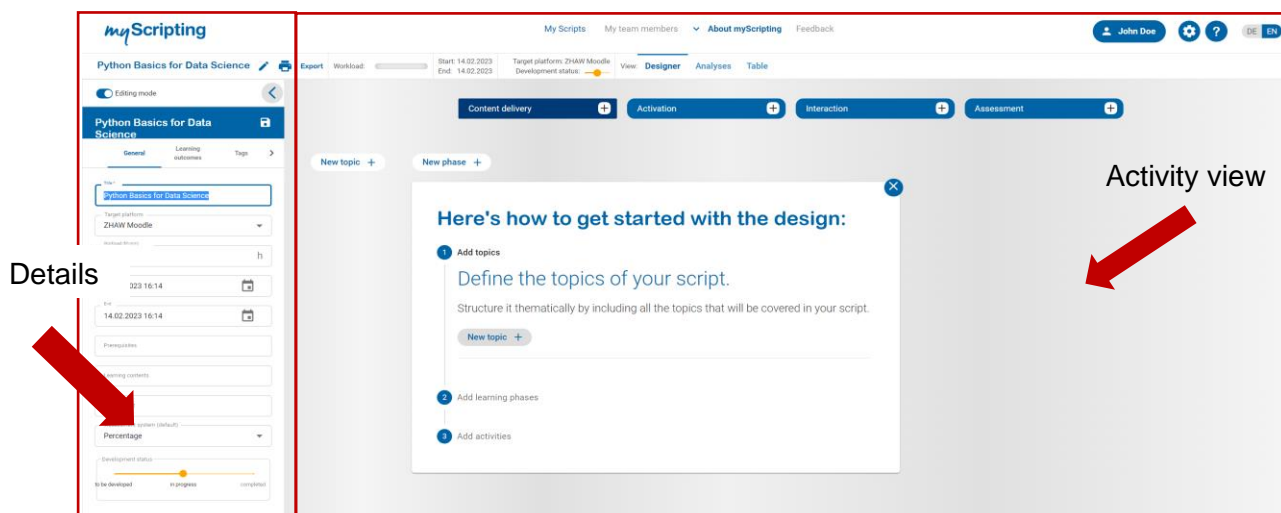 myScripting
My Scripts My team members About myScripting Feedback
John Doe ? DE EN
Python Basics for Data Science
Export Workload:
Start: 14.02.2023
End: 14.02.2023
Target platform: ZHAW Moodle
Development status:
View: Designer Analyses Table
Editing mode
Content delivery + Activation + Interaction + Assessment +
Python Basics for Data
Science
General
Learning
outcomes
Tags
New topic + New phase +
Activity view
Title *
Python Basics for Data Science
Target platform
ZHAW Moodle
h
Details
023 16:14
End
14.02.2023 16:14
Prerequisites
Learning contents
system (default)
Percentage
Development status
to be developed in progress completed
Here's how to get started with the design:
1 Add topics
Define the topics of your script.
Structure it thematically by including all the topics that will be covered in your script.
New topic +
2 Add learning phases
3 Add activities